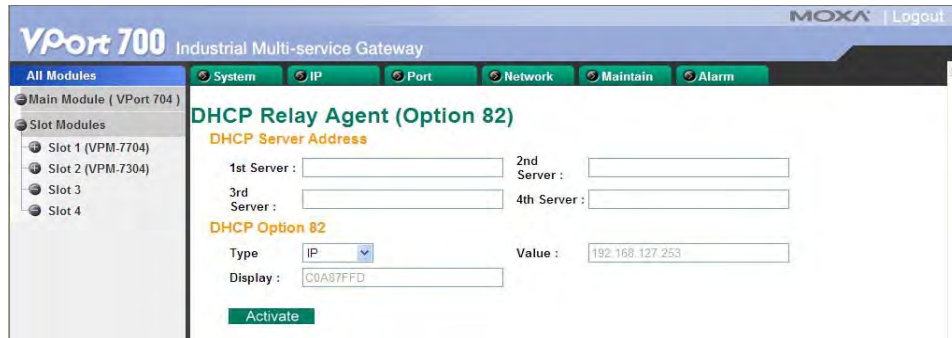 MOXA | Logout
VPort 700 Industrial Multi-service Gateway
All Modules
System IP Port Network Maintain Alarm
Main Module ( VPort 704 )
Slot Modules
Slot 1 (VPM-7704)
Slot 2 (VPM-7304)
Slot 3
Slot 4
DHCP Relay Agent (Option 82)
DHCP Server Address
1st Server :
2nd Server :
3rd Server :
4th Server :
DHCP Option 82
Type IP
Value : 192.168.127.253
Display : C0A87FFD
Activate